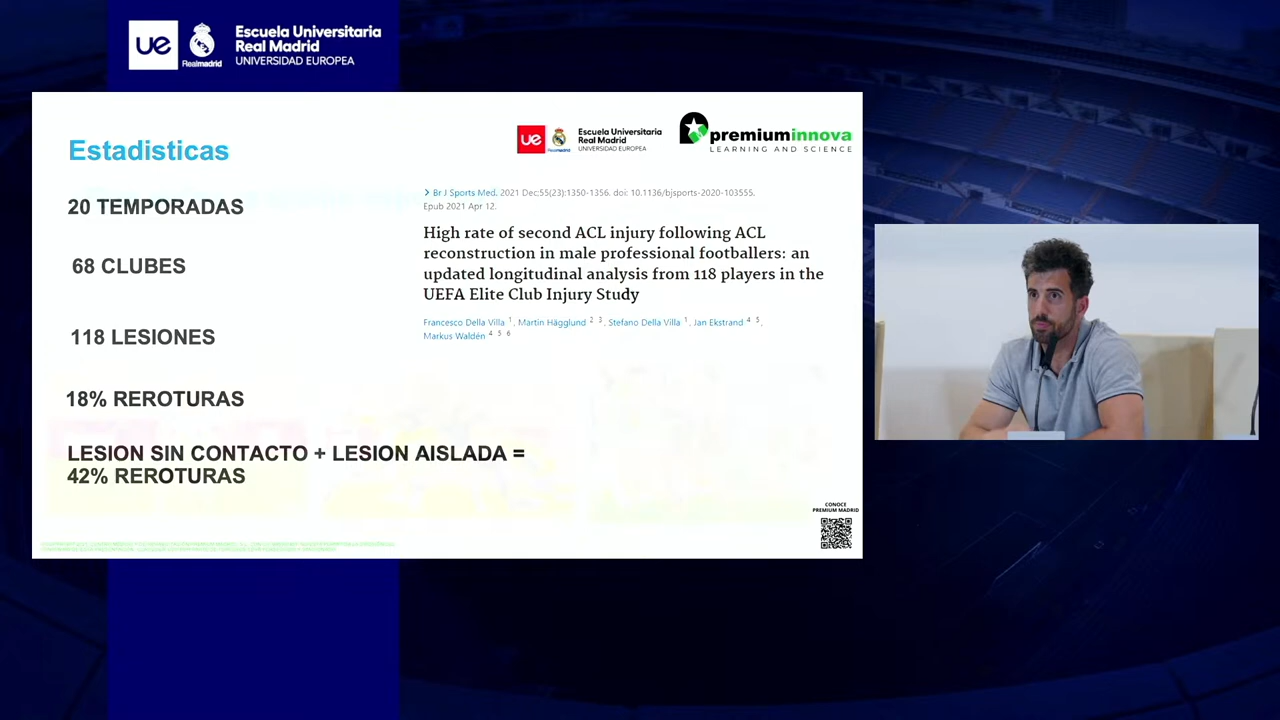 ue
Realmadrid
Escuela Universitaria
Real Madrid
UNIVERSIDAD EUROPEA
Estadisticas
ue
Realmadrid
Escuela Universitaria
Real Madrid
UNIVERSIDAD EUROPEA
premiuminnova
LEARNING AND SCIENCE
20 TEMPORADAS
68 CLUBES
118 LESIONES
18% REROTURAS
LESION SIN CONTACTO + LESION AISLADA =
42% REROTURAS
> Br J Sports Med. 2021 Dec;55(23):1350-1356. doi: 10.1136/bjsports-2020-103555.
Epub 2021 Apr 12.
High rate of second ACL injury following ACL
reconstruction in male professional footballers: an
updated longitudinal analysis from 118 players in the
UEFA Elite Club Injury Study
Francesco Della Villa 1, Martin Hägglund 2 3, Stefano Della Villa 1, Jan Ekstrand 4 5,
Markus Waldén 4 5 6
CONOCE
PREMIUM MADRID